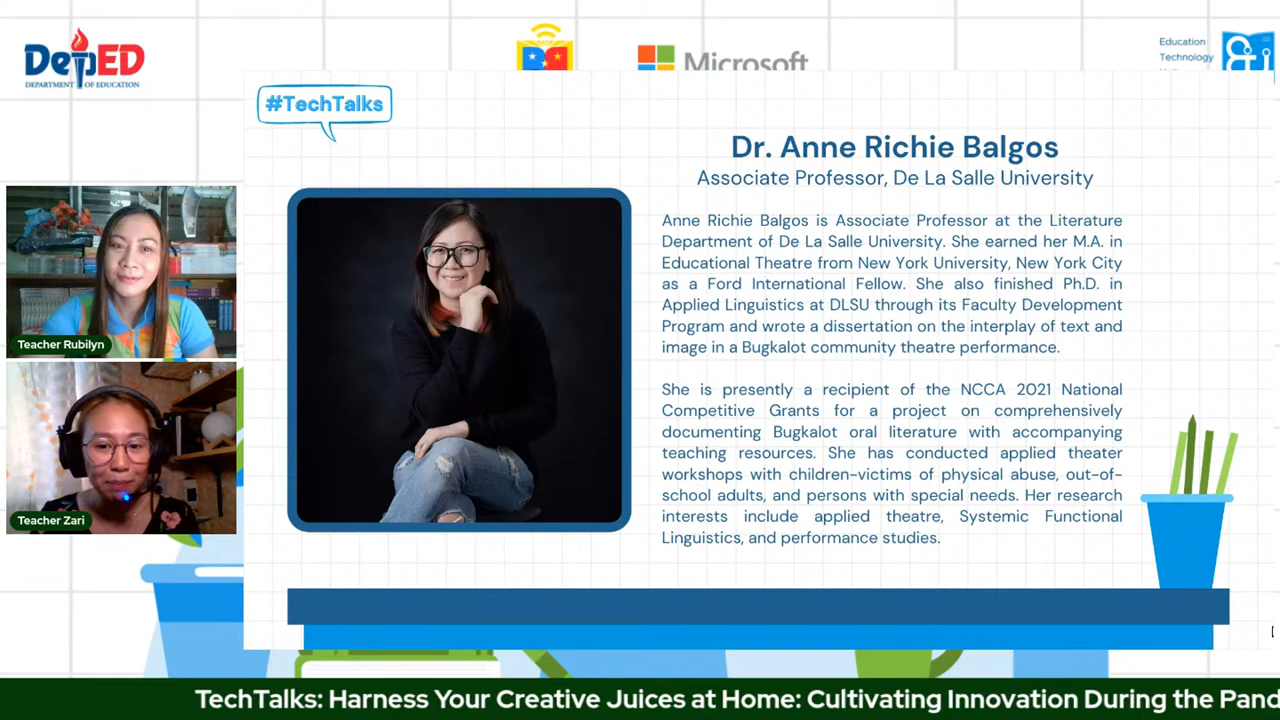 DepED
DEPARTMENT OF EDUCATION
Microsoft
Education
Technology
#TechTalks
Dr. Anne Richie Balgos
Associate Professor, De La Salle University
Anne Richie Balgos is Associate Professor at the Literature
Department of De La Salle University. She earned her M.A. in
Educational Theatre from New York University, New York City
as a Ford International Fellow. She also finished Ph.D. in
Applied Linguistics at DLSU through its Faculty Development
Program and wrote a dissertation on the interplay of text and
image in a Bugkalot community theatre performance.
She is presently a recipient of the NCCA 2021 National
Competitive Grants for a project on comprehensively
documenting Bugkalot oral literature with accompanying
teaching resources. She has conducted applied theater
workshops with children-victims of physical abuse, out-of-
school adults, and persons with special needs. Her research
interests include applied theatre, Systemic Functional
Linguistics, and performance studies.
Teacher Rubilyn
Teacher Zari
TechTalks: Harness Your Creative Juices at Home: Cultivating Innovation During the Pand